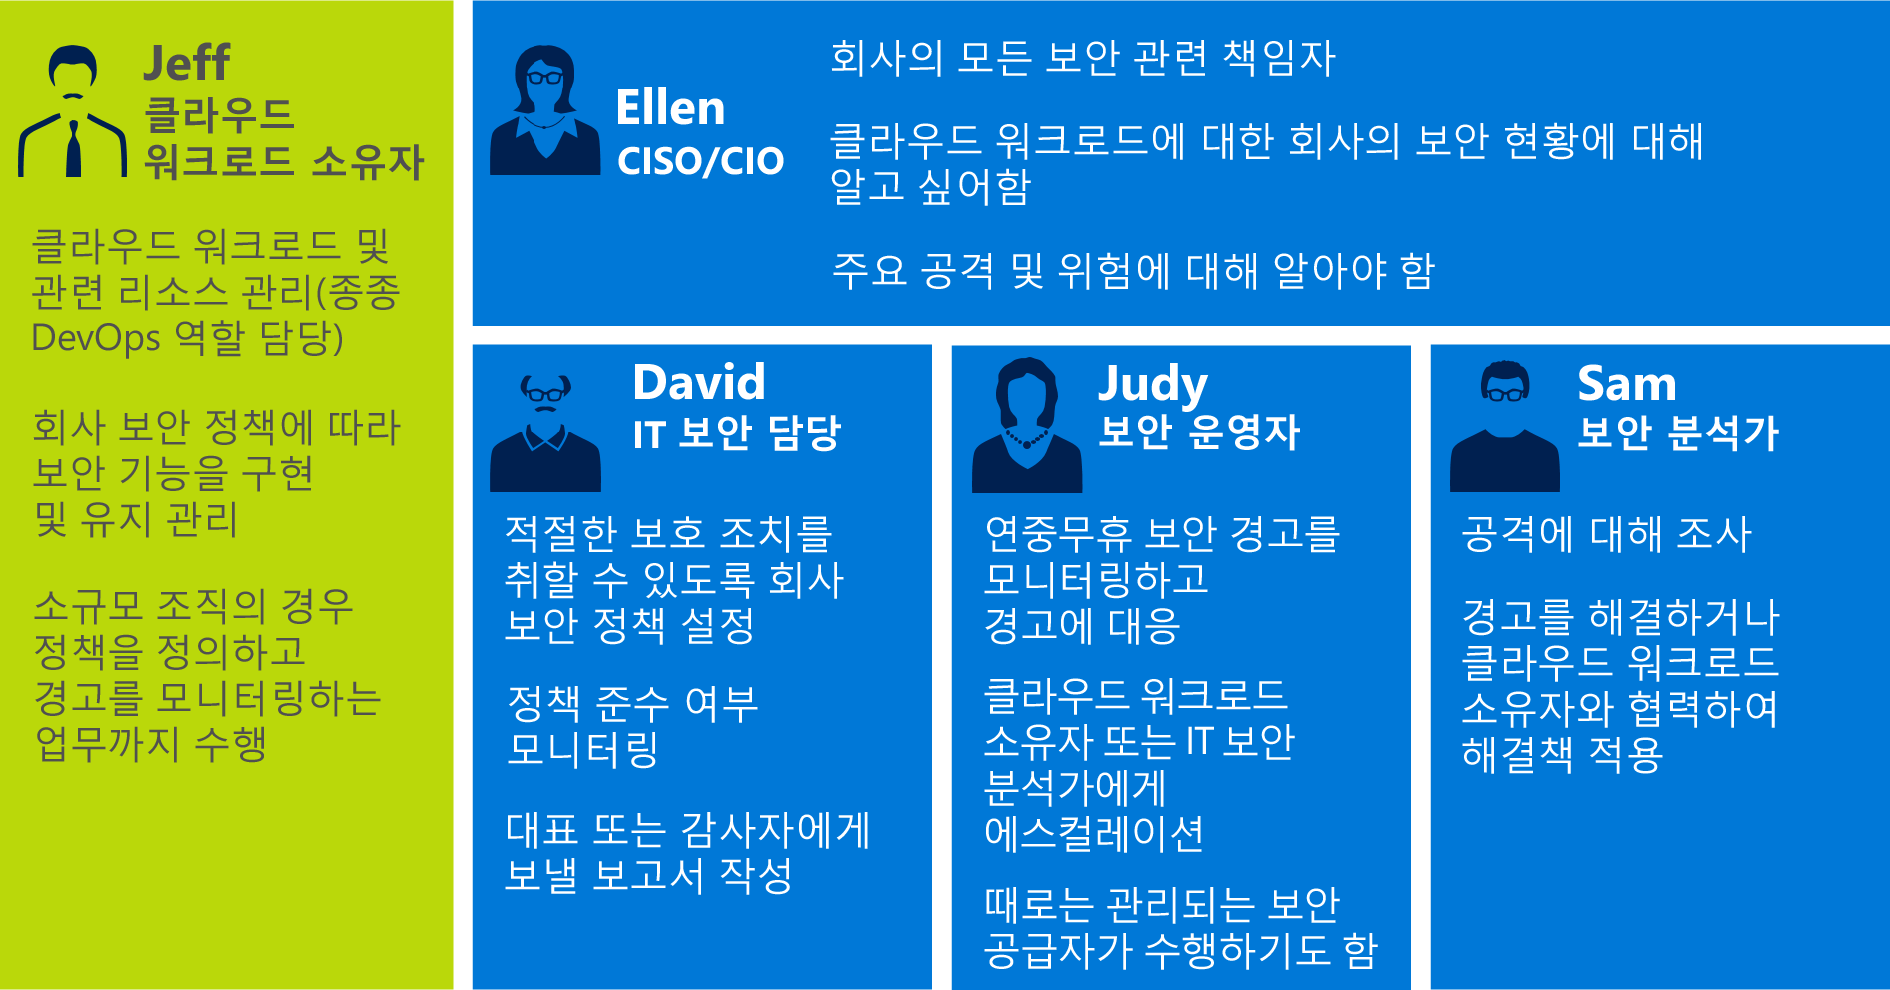 Jeff
클라우드
워크로드 소유자
클라우드 워크로드 및
관련 리소스 관리(종종
DevOps 역할 담당)
회사 보안 정책에 따라
보안 기능을 구현
및 유지 관리
소규모 조직의 경우
정책을 정의하고
경고를 모니터링하는
업무까지 수행
Ellen
CISO/CIO
회사의 모든 보안 관련 책임자
클라우드 워크로드에 대한 회사의 보안 현황에 대해
알고 싶어함
주요 공격 및 위험에 대해 알아야 함
David
IT 보안 담당
적절한 보호 조치를
취할 수 있도록 회사
보안 정책 설정
정책 준수 여부
모니터링
대표 또는 감사자에게
보낼 보고서 작성
Judy
보안 운영자
연중무휴 보안 경고를
모니터링하고
경고에 대응
클라우드 워크로드
소유자 또는 IT 보안
분석가에게
에스컬레이션
때로는 관리되는 보안
공급자가 수행하기도 함
Sam
보안 분석가
공격에 대해 조사
경고를 해결하거나
클라우드 워크로드
소유자와 협력하여
해결책 적용